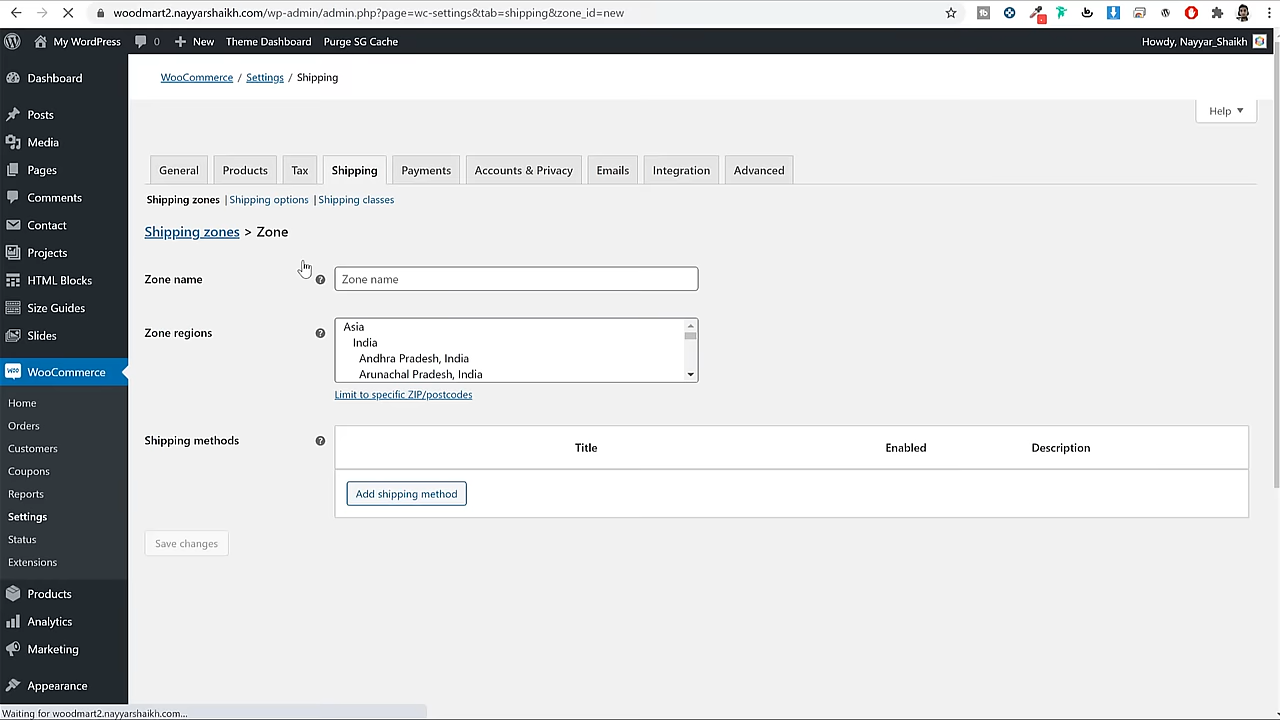 woodmart2.nayyarshaikh.com/wp-admin/admin.php?page=wc-settings&tab=shipping&zone_id=new
My WordPress 0 New Theme Dashboard Purge SG Cache Howdy, Nayyar_Shaikh
Dashboard
Posts
Media
Pages
Comments
Contact
Projects
HTML Blocks
Size Guides
Slides
WooCommerce
Home
Orders
Customers
Coupons
Reports
Settings
Status
Extensions
Products
Analytics
Marketing
Appearance
WooCommerce / Settings / Shipping
Help
General Products Tax Shipping Payments Accounts & Privacy Emails Integration Advanced
Shipping zones | Shipping options | Shipping classes
Shipping zones > Zone
Zone name ? Zone name
Zone regions ? Asia
India
Andhra Pradesh, India
Arunachal Pradesh, India
Limit to specific ZIP/postcodes
Shipping methods ? Title Enabled Description
Add shipping method
Save changes
Waiting for woodmart2.nayyarshaikh.com...